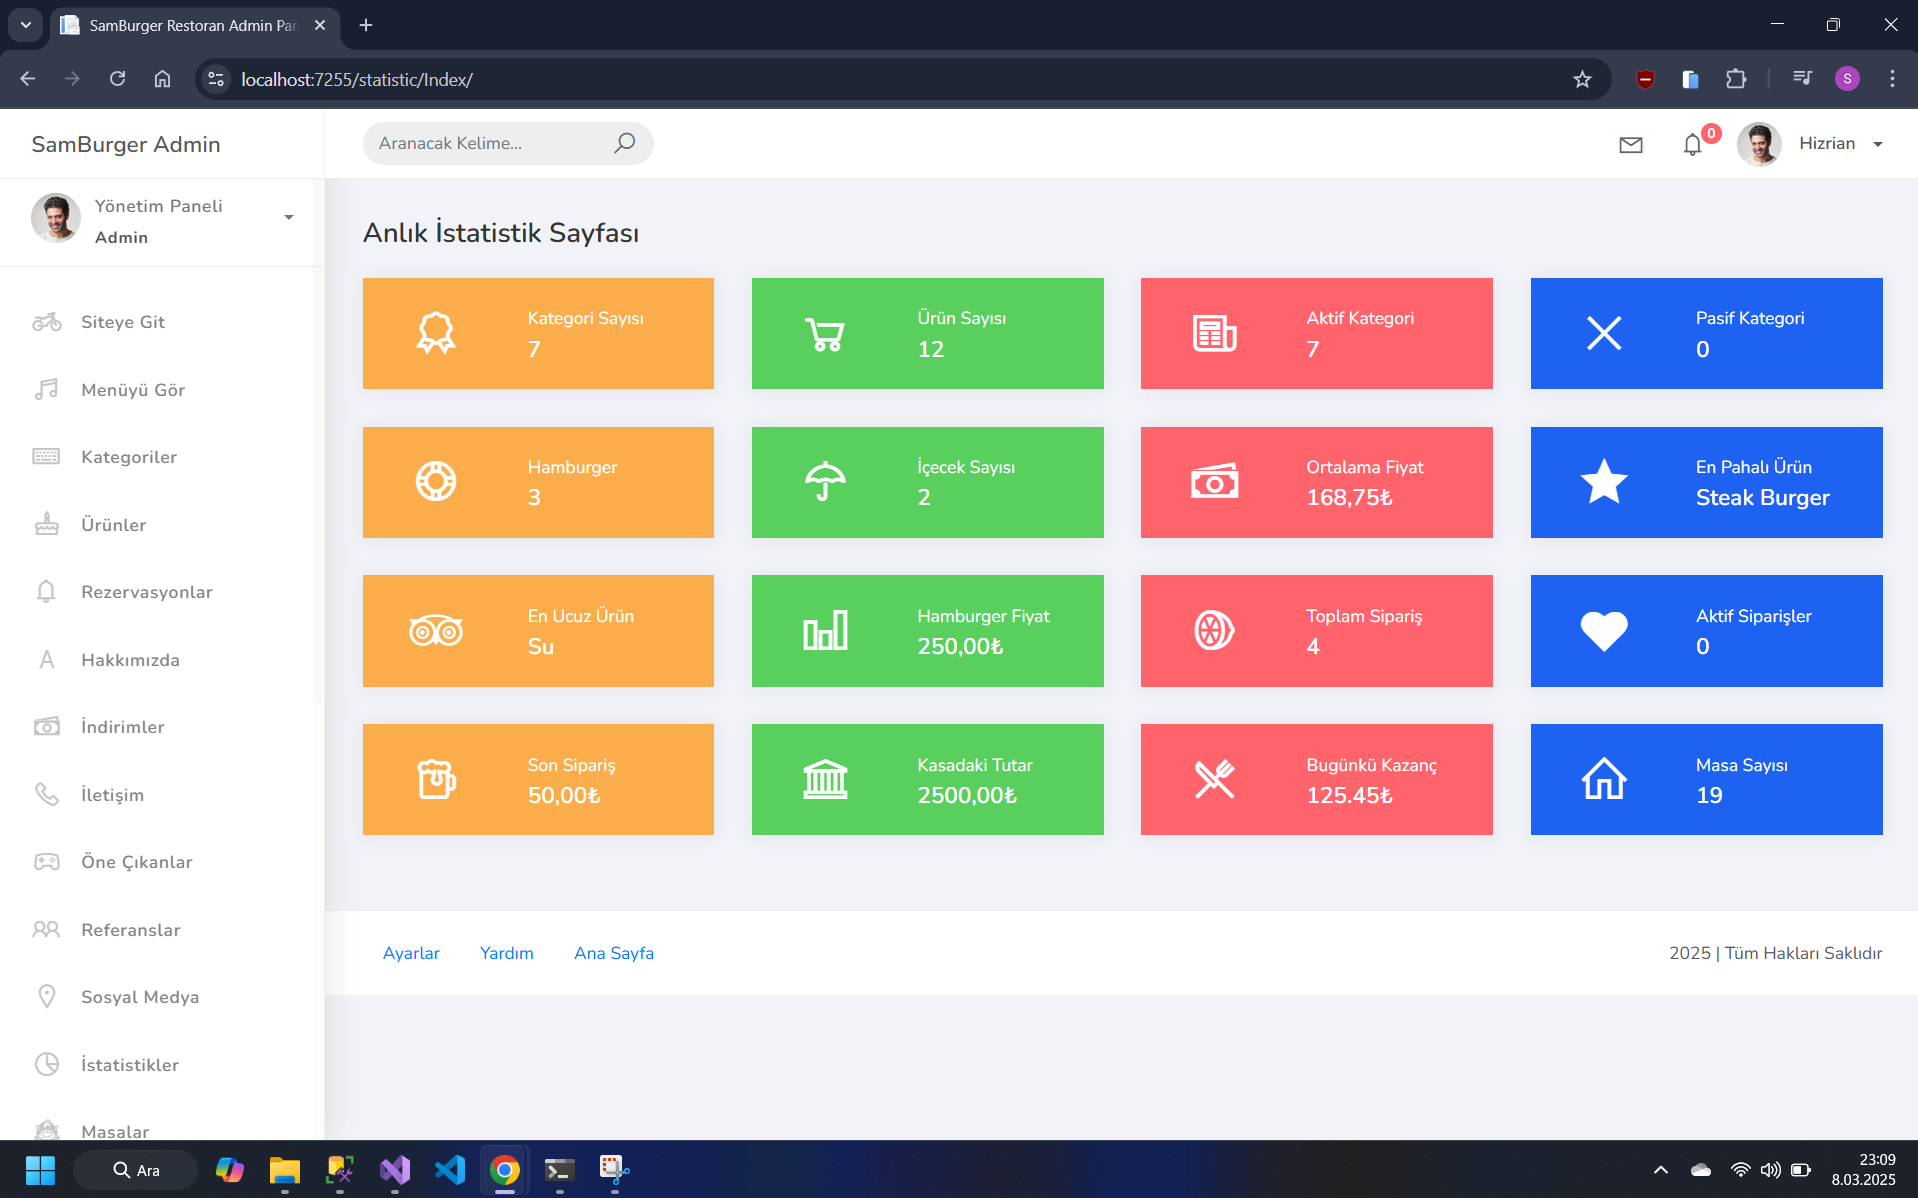 SamBurger Restoran Admin Pan
localhost:7255/statistic/Index/
S
SamBurger Admin
Aranacak Kelime...
0
Hizrian
Yönetim Paneli
Admin
Siteye Git
Menüyü Gör
Kategoriler
Ürünler
Rezervasyonlar
Hakkımızda
İndirimler
İletişim
Öne Çıkanlar
Referanslar
Sosyal Medya
İstatistikler
Masalar
Anlık İstatistik Sayfası
Kategori Sayısı
7
Ürün Sayısı
12
Aktif Kategori
7
Pasif Kategori
0
Hamburger
3
İçecek Sayısı
2
Ortalama Fiyat
168,75₺
En Pahalı Ürün
Steak Burger
En Ucuz Ürün
Su
Hamburger Fiyat
250,00₺
Toplam Sipariş
4
Aktif Siparişler
0
Son Sipariş
50,00₺
Kasadaki Tutar
2500,00₺
Bugünkü Kazanç
125.45₺
Masa Sayısı
19
Ayarlar Yardım Ana Sayfa
2025 | Tüm Hakları Saklıdır
Ara
23:09
8.03.2025